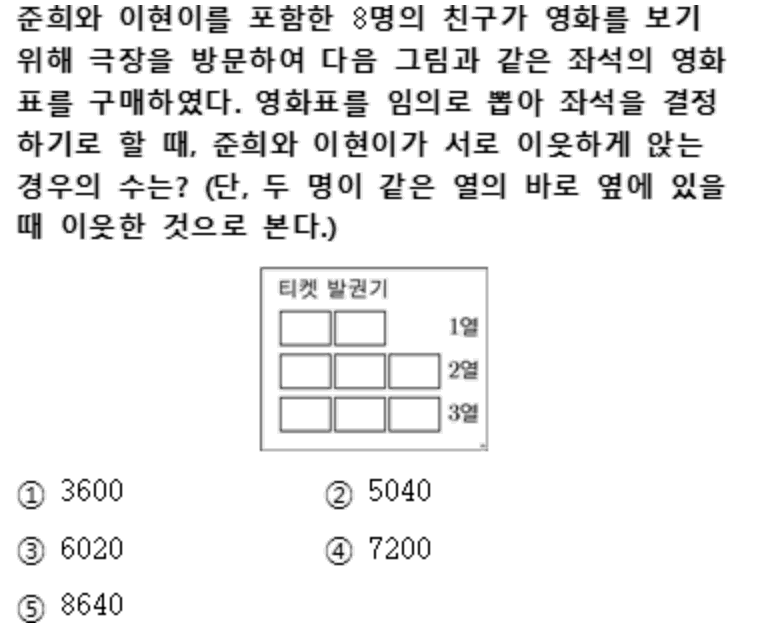 준희와 이현이를 포함한 8명의 친구가 영화를 보기
위해 극장을 방문하여 다음 그림과 같은 좌석의 영화
표를 구매하였다. 영화표를 임의로 뽑아 좌석을 결정
하기로 할 때, 준희와 이현이가 서로 이웃하게 앉는
경우의 수는? (단, 두 명이 같은 열의 바로 옆에 있을
때 이웃한 것으로 본다.)
티켓 발권기
1열
2열
3열
① 3600 ② 5040
③ 6020 ④ 7200
⑤ 8640